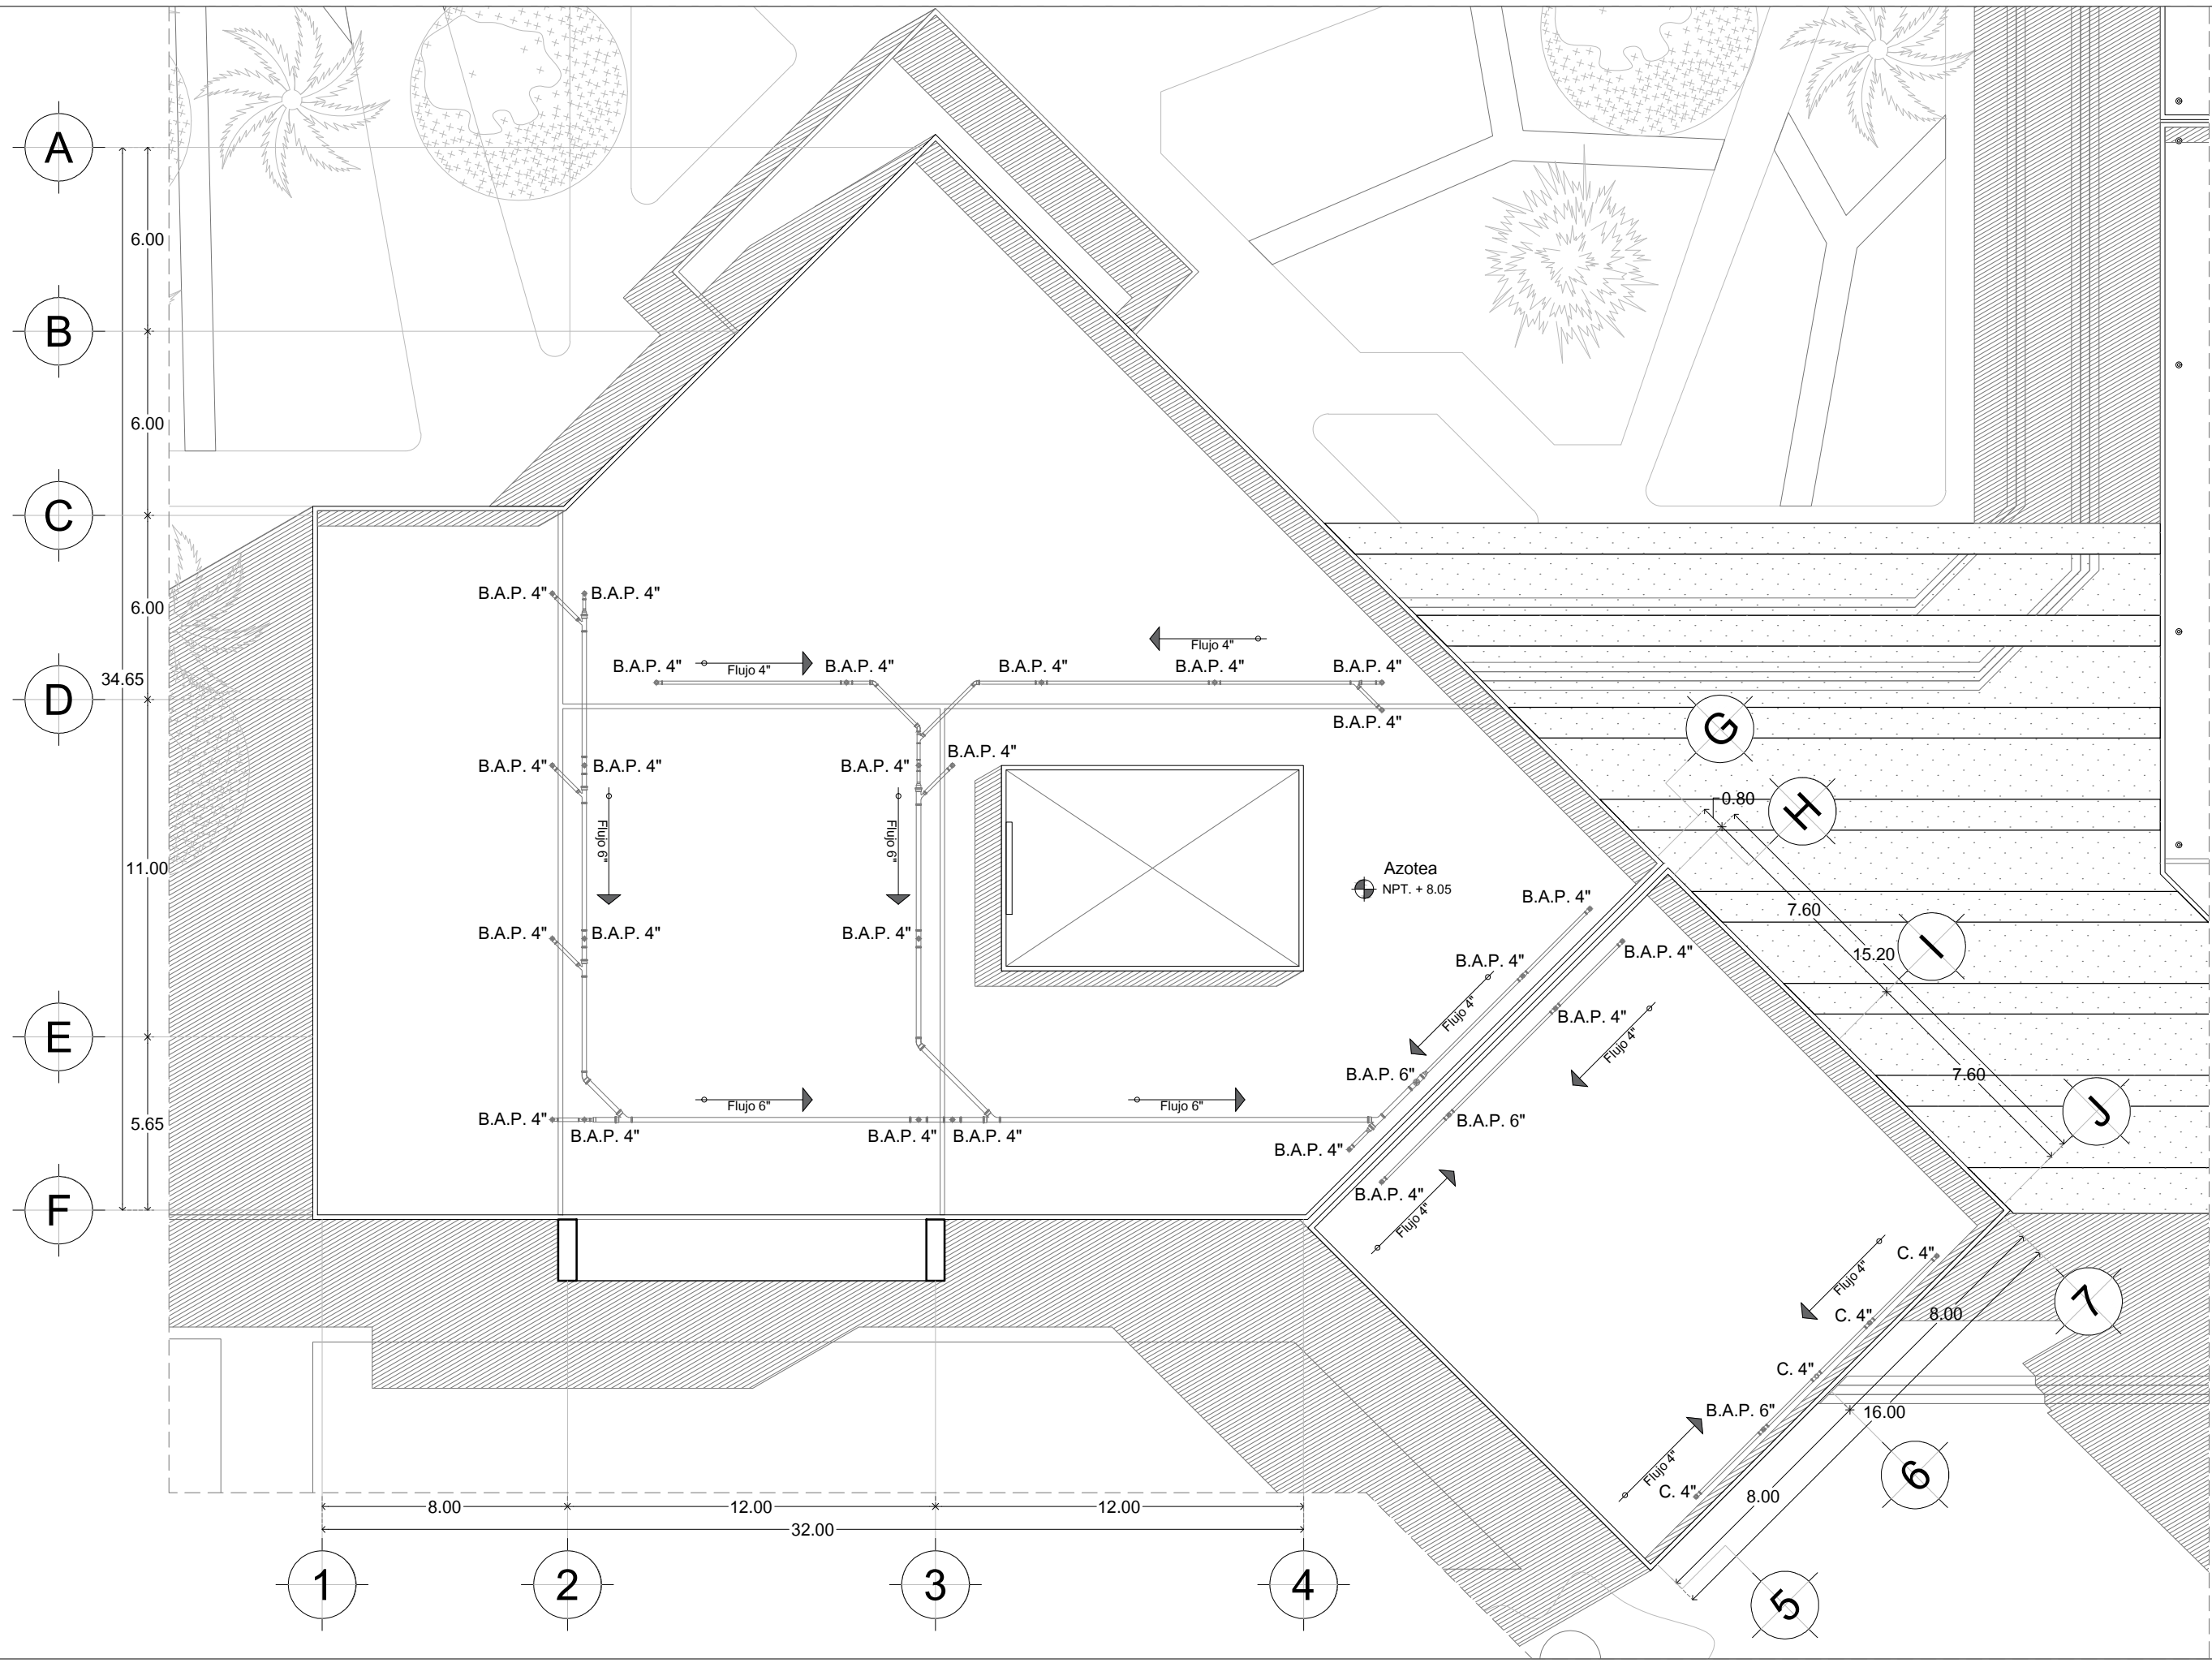 A
6.00
B
6.00
C
B.A.P. 4" B.A.P. 4"
6.00
Flujo 4"
B.A.P. 4" Flujo 4" B.A.P. 4" B.A.P. 4" B.A.P. 4" B.A.P. 4"
34.65
D
B.A.P. 4"
G
B.A.P. 4"
B.A.P. 4" B.A.P. 4" B.A.P. 4"
0.80
H
Flujo 6" Flujo 6"
11.00
Azotea
NPT. + 8.05
B.A.P. 4"
7.60
B.A.P. 4" B.A.P. 4" B.A.P. 4"
I
15.20
B.A.P. 4"
B.A.P. 4"
Flujo 4"
B.A.P. 4"
E
Flujo 4"
B.A.P. 6"
7.60
Flujo 6" Flujo 6"
J
5.65
B.A.P. 4"
B.A.P. 6"
B.A.P. 4" B.A.P. 4" B.A.P. 4"
B.A.P. 4"
B.A.P. 4"
F
Flujo 4"
C. 4"
Flujo 4"
7
8.00
C. 4"
C. 4"
B.A.P. 6"
16.00
Flujo 4"
6
C. 4"
8.00
8.00 12.00 12.00
32.00
1 2 3 4
5